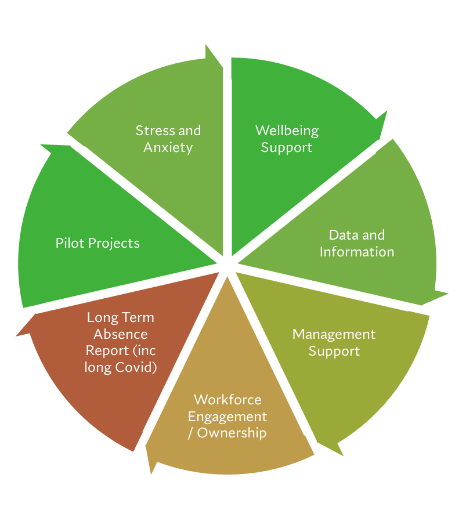 Wellbeing
Support
Data and
Information
Management
Support
Workforce
Engagement
/ Ownership
Long Term
Absence
Report (inc
long Covid)
Pilot Projects
Stress and
Anxiety